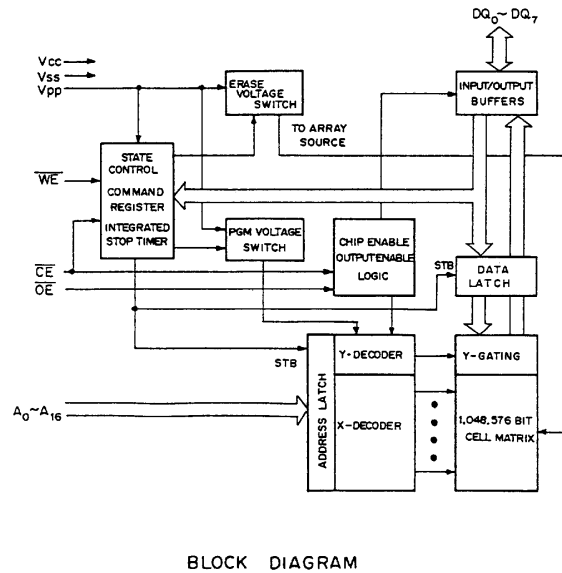 DQ0~DQ7
Vcc
Vss
Vpp
ERASE
VOLTAGE
SWITCH
INPUT/OUTPUT
BUFFERS
TO ARRAY
SOURCE
STATE
CONTROL
COMMAND
REGISTER
INTEGRATED
STOP TIMER
WE
PGM VOLTAGE
SWITCH
CHIP ENABLE
OUTPUT ENABLE
LOGIC
CE
OE
STB
DATA
LATCH
STB
ADDRESS LATCH
Y-DECODER
Y-GATING
A0~A16
X-DECODER
1,048,576 BIT
CELL MATRIX
BLOCK DIAGRAM